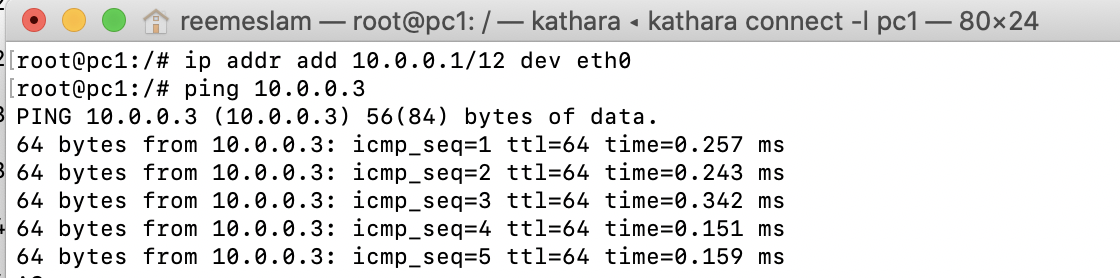 reemeslam — root@pc1: / — kathara ◂ kathara connect -l pc1 — 80×24
[root@pc1:/# ip addr add 10.0.0.1/12 dev eth0
[root@pc1:/# ping 10.0.0.3
PING 10.0.0.3 (10.0.0.3) 56(84) bytes of data.
64 bytes from 10.0.0.3: icmp_seq=1 ttl=64 time=0.257 ms
64 bytes from 10.0.0.3: icmp_seq=2 ttl=64 time=0.243 ms
64 bytes from 10.0.0.3: icmp_seq=3 ttl=64 time=0.342 ms
64 bytes from 10.0.0.3: icmp_seq=4 ttl=64 time=0.151 ms
64 bytes from 10.0.0.3: icmp_seq=5 ttl=64 time=0.159 ms